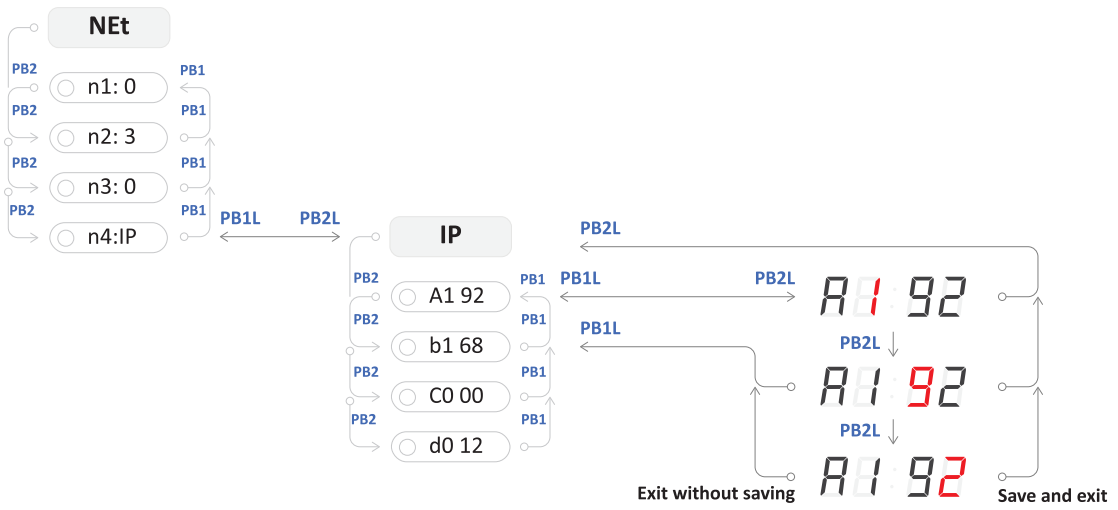 NEt
PB2
PB1
n1: 0
PB2
PB1
n2: 3
PB2
PB1
n3: 0
PB2
PB1
n4:IP
PB1L
PB2L
IP
PB2L
PB2
PB1
PB1L
PB2L
A1 92
A1 92
PB2
PB1
PB1L
PB2L
b1 68
PB2
PB1
A1 92
C0 00
PB2
PB1
PB2L
d0 12
A1 92
Exit without saving
Save and exit